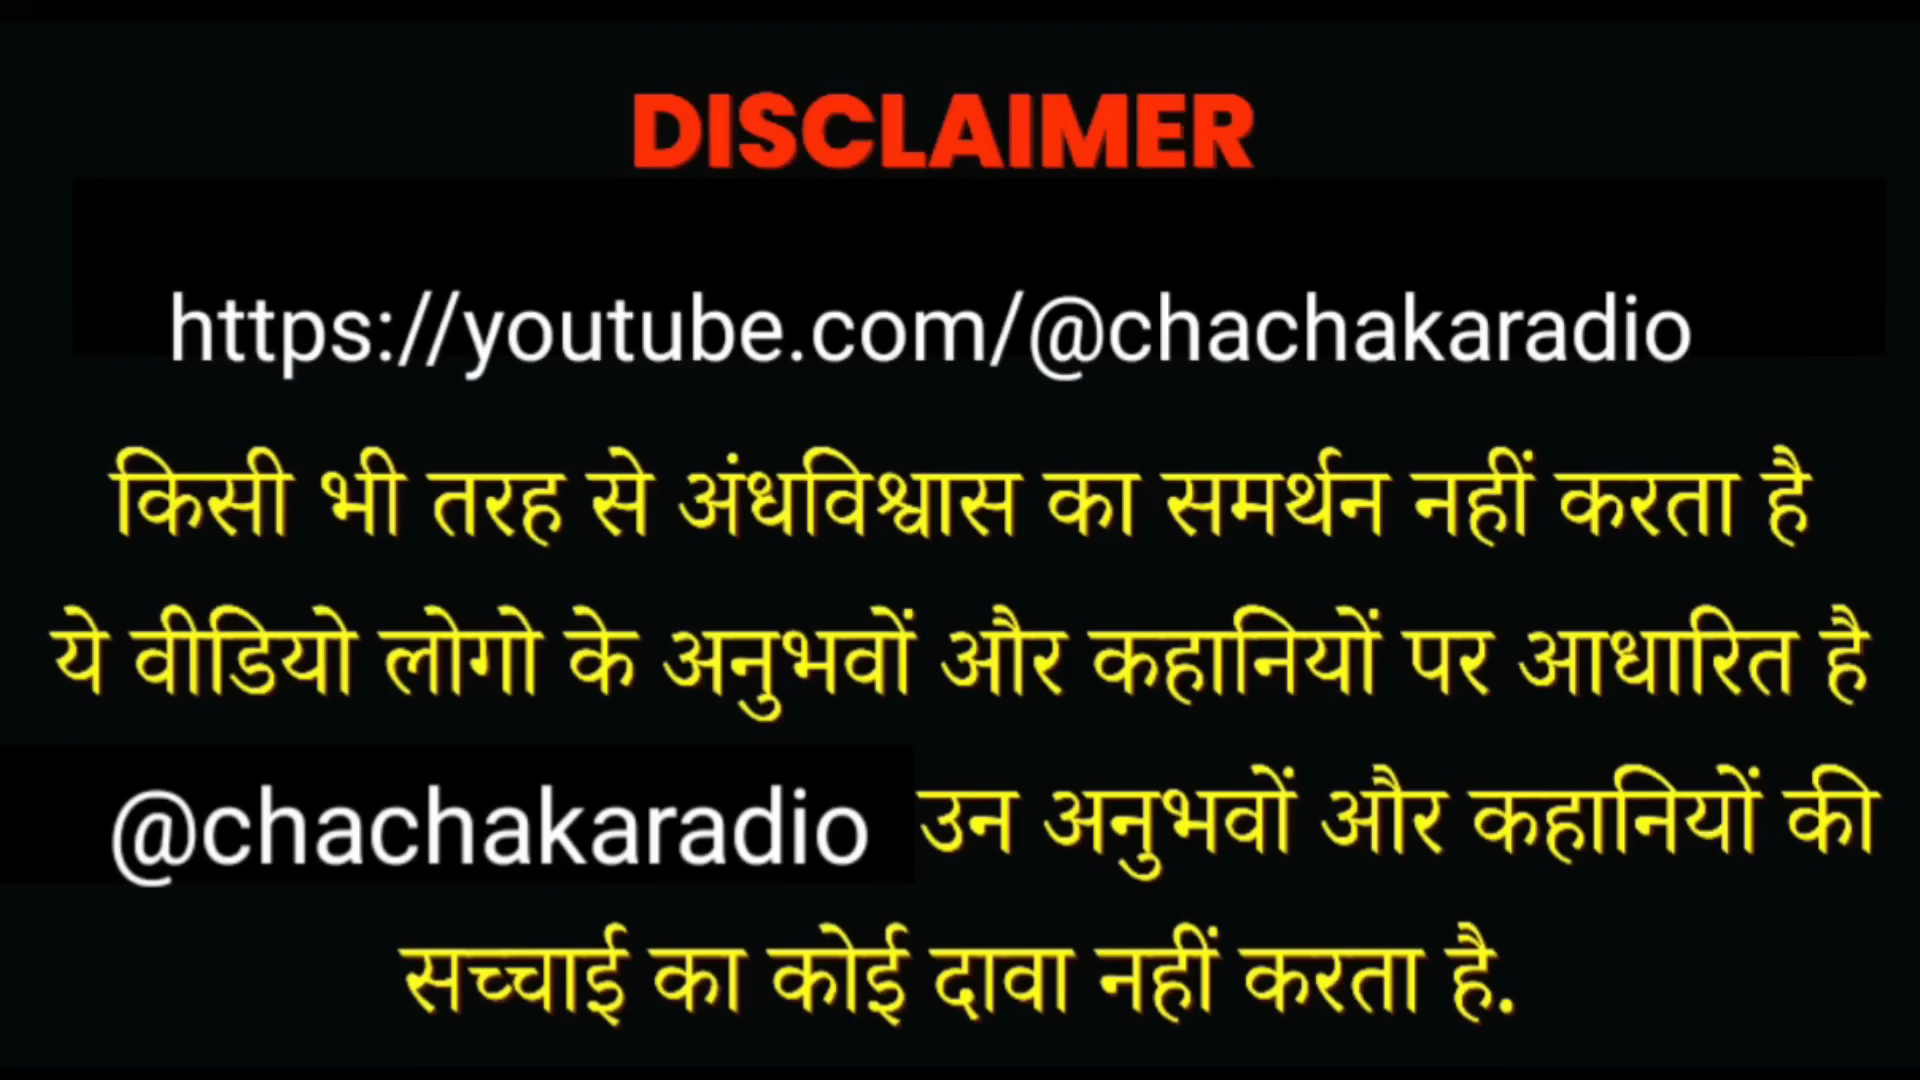 DISCLAIMER
https://youtube.com/@chachakaradio
किसी भी तरह से अंधविश्वास का समर्थन नहीं करता है
ये वीडियो लोगो के अनुभवों और कहानियों पर आधारित है
@chachakaradio उन अनुभवों और कहानियों की
सच्चाई का कोई दावा नहीं करता है.